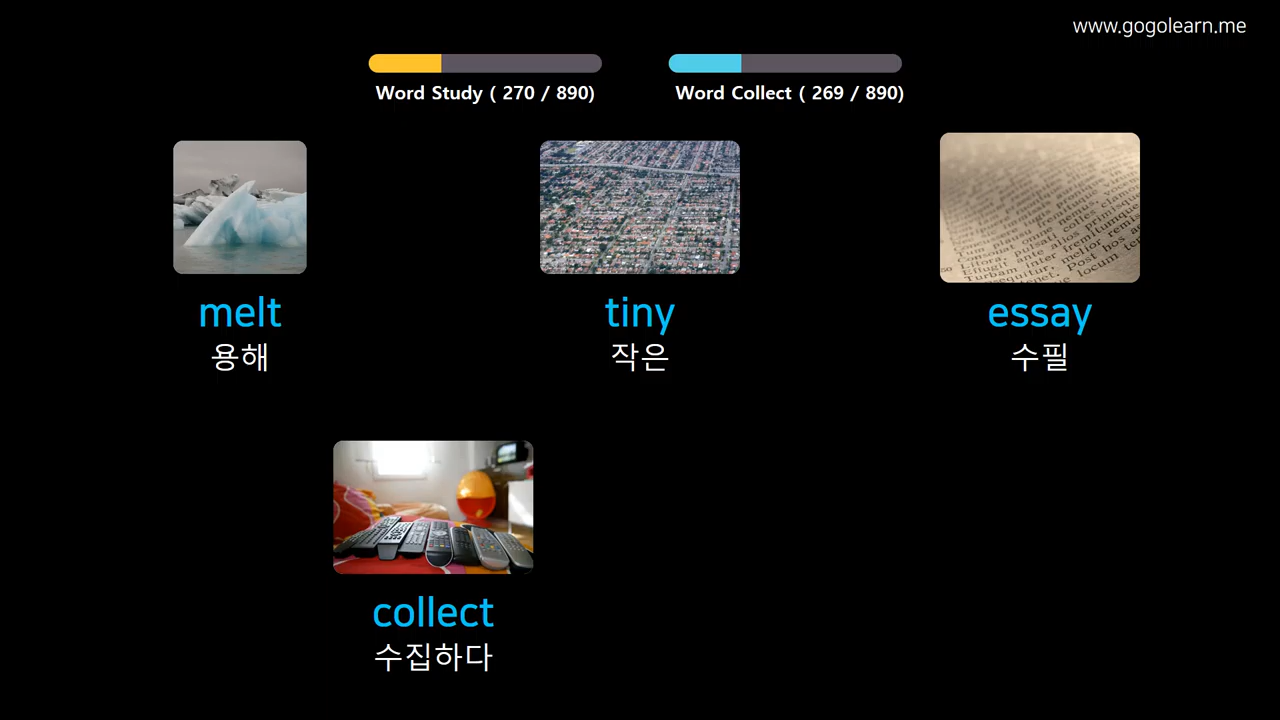 www.gogolearn.me
Word Study ( 270 / 890)
Word Collect ( 269 / 890)
melt
용해
tiny
작은
essay
수필
collect
수집하다